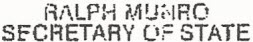 RALPH MUNRO
SECRETARY OF STATE